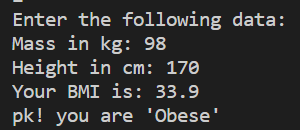 Enter the following data:
Mass in kg: 98
Height in cm: 170
Your BMI is: 33.9
pk! you are 'Obese'